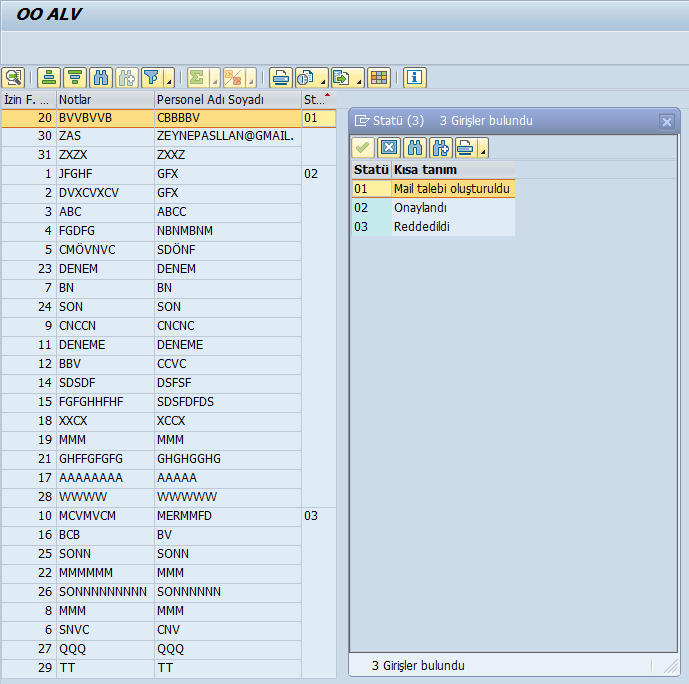 OO ALV
İzin F. ... Notlar Personel Adı Soyadı St...
20 BVVBVVB CBBBBV 01
30 ZAS ZEYNEPASLLAN@GMAIL.
31 ZXZX ZXXZ
1 JFGHF GFX 02
2 DVXCVXCV GFX
3 ABC ABCC
4 FGDFG NBNMBNM
5 CMÖVNVC SDÖNF
23 DENEM DENEM
7 BN BN
24 SON SON
9 CNCCN CNCNC
11 DENEME DENEME
12 BBV CCVC
14 SDSDF DSFSF
15 FGFGHHFHF SDSFDFDS
18 XXCX XCCX
19 MMM MMM
21 GHFFGFGFG GHGHGGHG
17 AAAAAAAA AAAAA
28 WWWW WWWWW
10 MCVMVCM MERMMFD 03
16 BCB BV
25 SONN SONN
22 MMMMMM MMM
26 SONNNNNNNNN SONNNNNN
8 MMM MMM
6 SNVC CNV
27 QQQ QQQ
29 TT TT
Statü (3) 3 Girişler bulundu
Statü Kısa tanım
01 Mail talebi oluşturuldu
02 Onaylandı
03 Reddedildi
3 Girişler bulundu